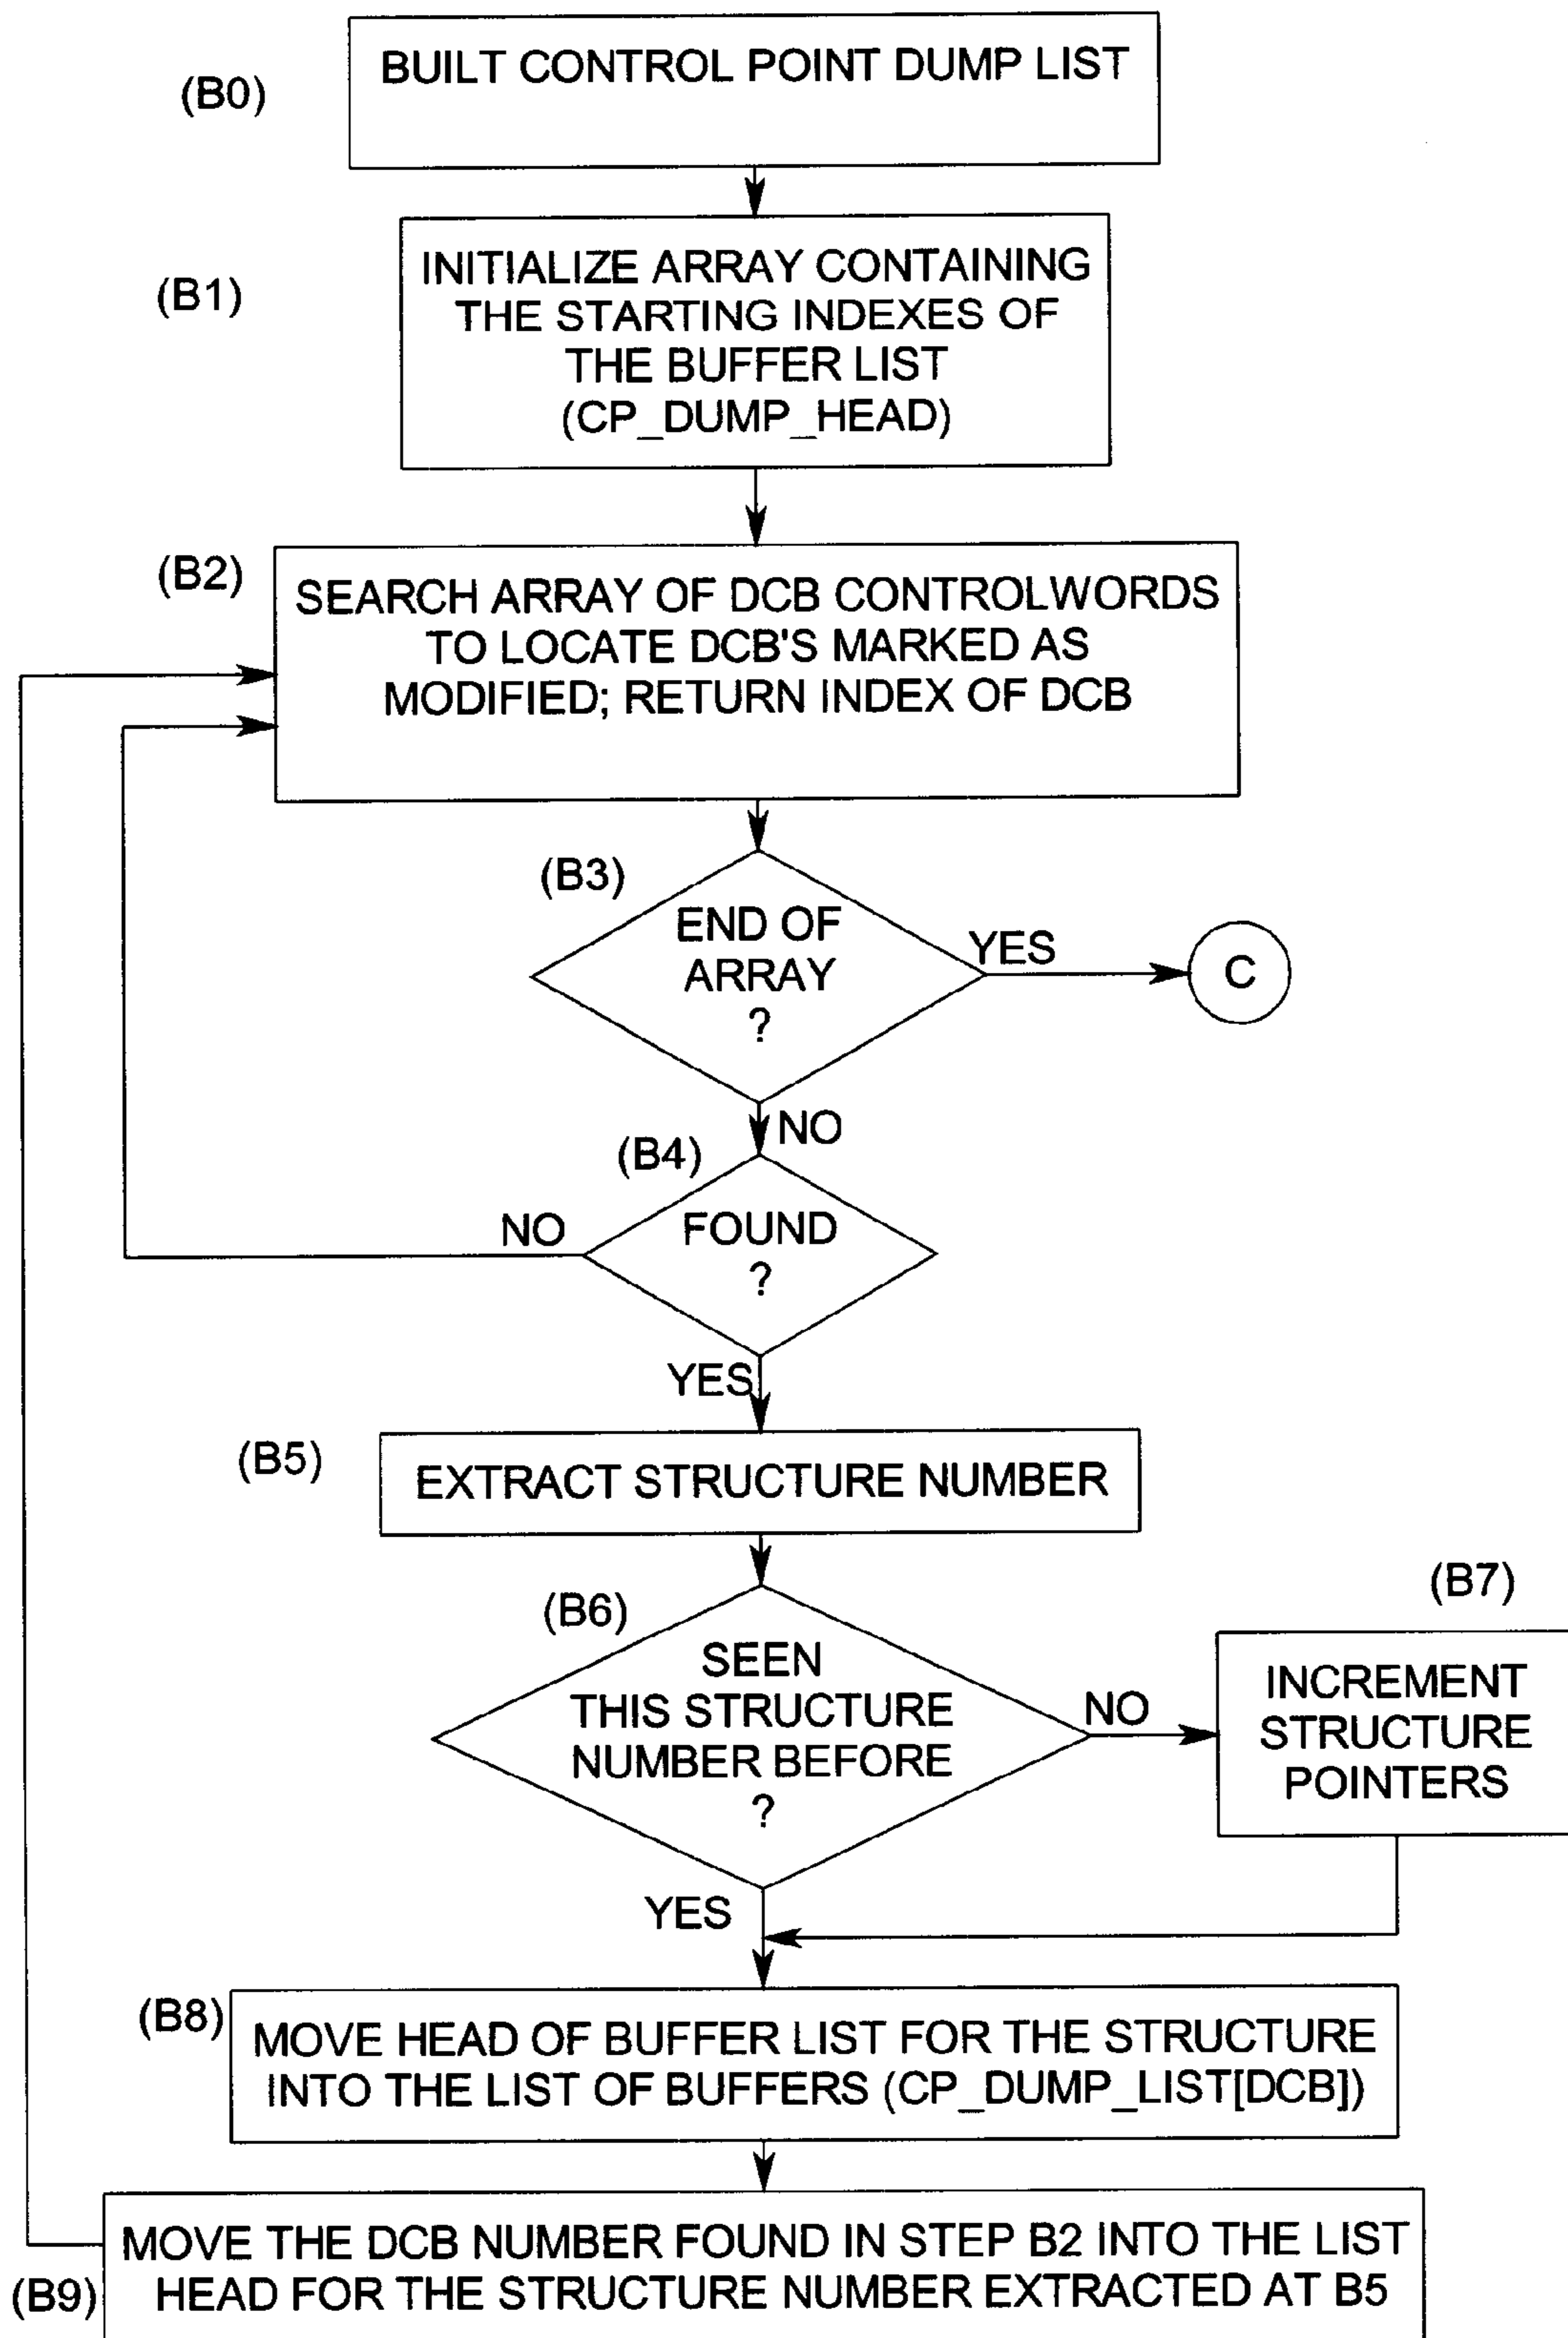 (B0)
BUILT CONTROL POINT DUMP LIST
(B1)
INITIALIZE ARRAY CONTAINING
THE STARTING INDEXES OF
THE BUFFER LIST
(CP_DUMP_HEAD)
(B2)
SEARCH ARRAY OF DCB CONTROLWORDS
TO LOCATE DCB'S MARKED AS
MODIFIED; RETURN INDEX OF DCB
(B3)
END OF
ARRAY
?
YES
C
NO
(B4)
FOUND
?
NO
YES
(B5)
EXTRACT STRUCTURE NUMBER
(B6)
SEEN
THIS STRUCTURE
NUMBER BEFORE
?
NO
(B7)
INCREMENT
STRUCTURE
POINTERS
YES
(B8)
MOVE HEAD OF BUFFER LIST FOR THE STRUCTURE
INTO THE LIST OF BUFFERS (CP_DUMP_LIST[DCB])
(B9)
MOVE THE DCB NUMBER FOUND IN STEP B2 INTO THE LIST
HEAD FOR THE STRUCTURE NUMBER EXTRACTED AT B5